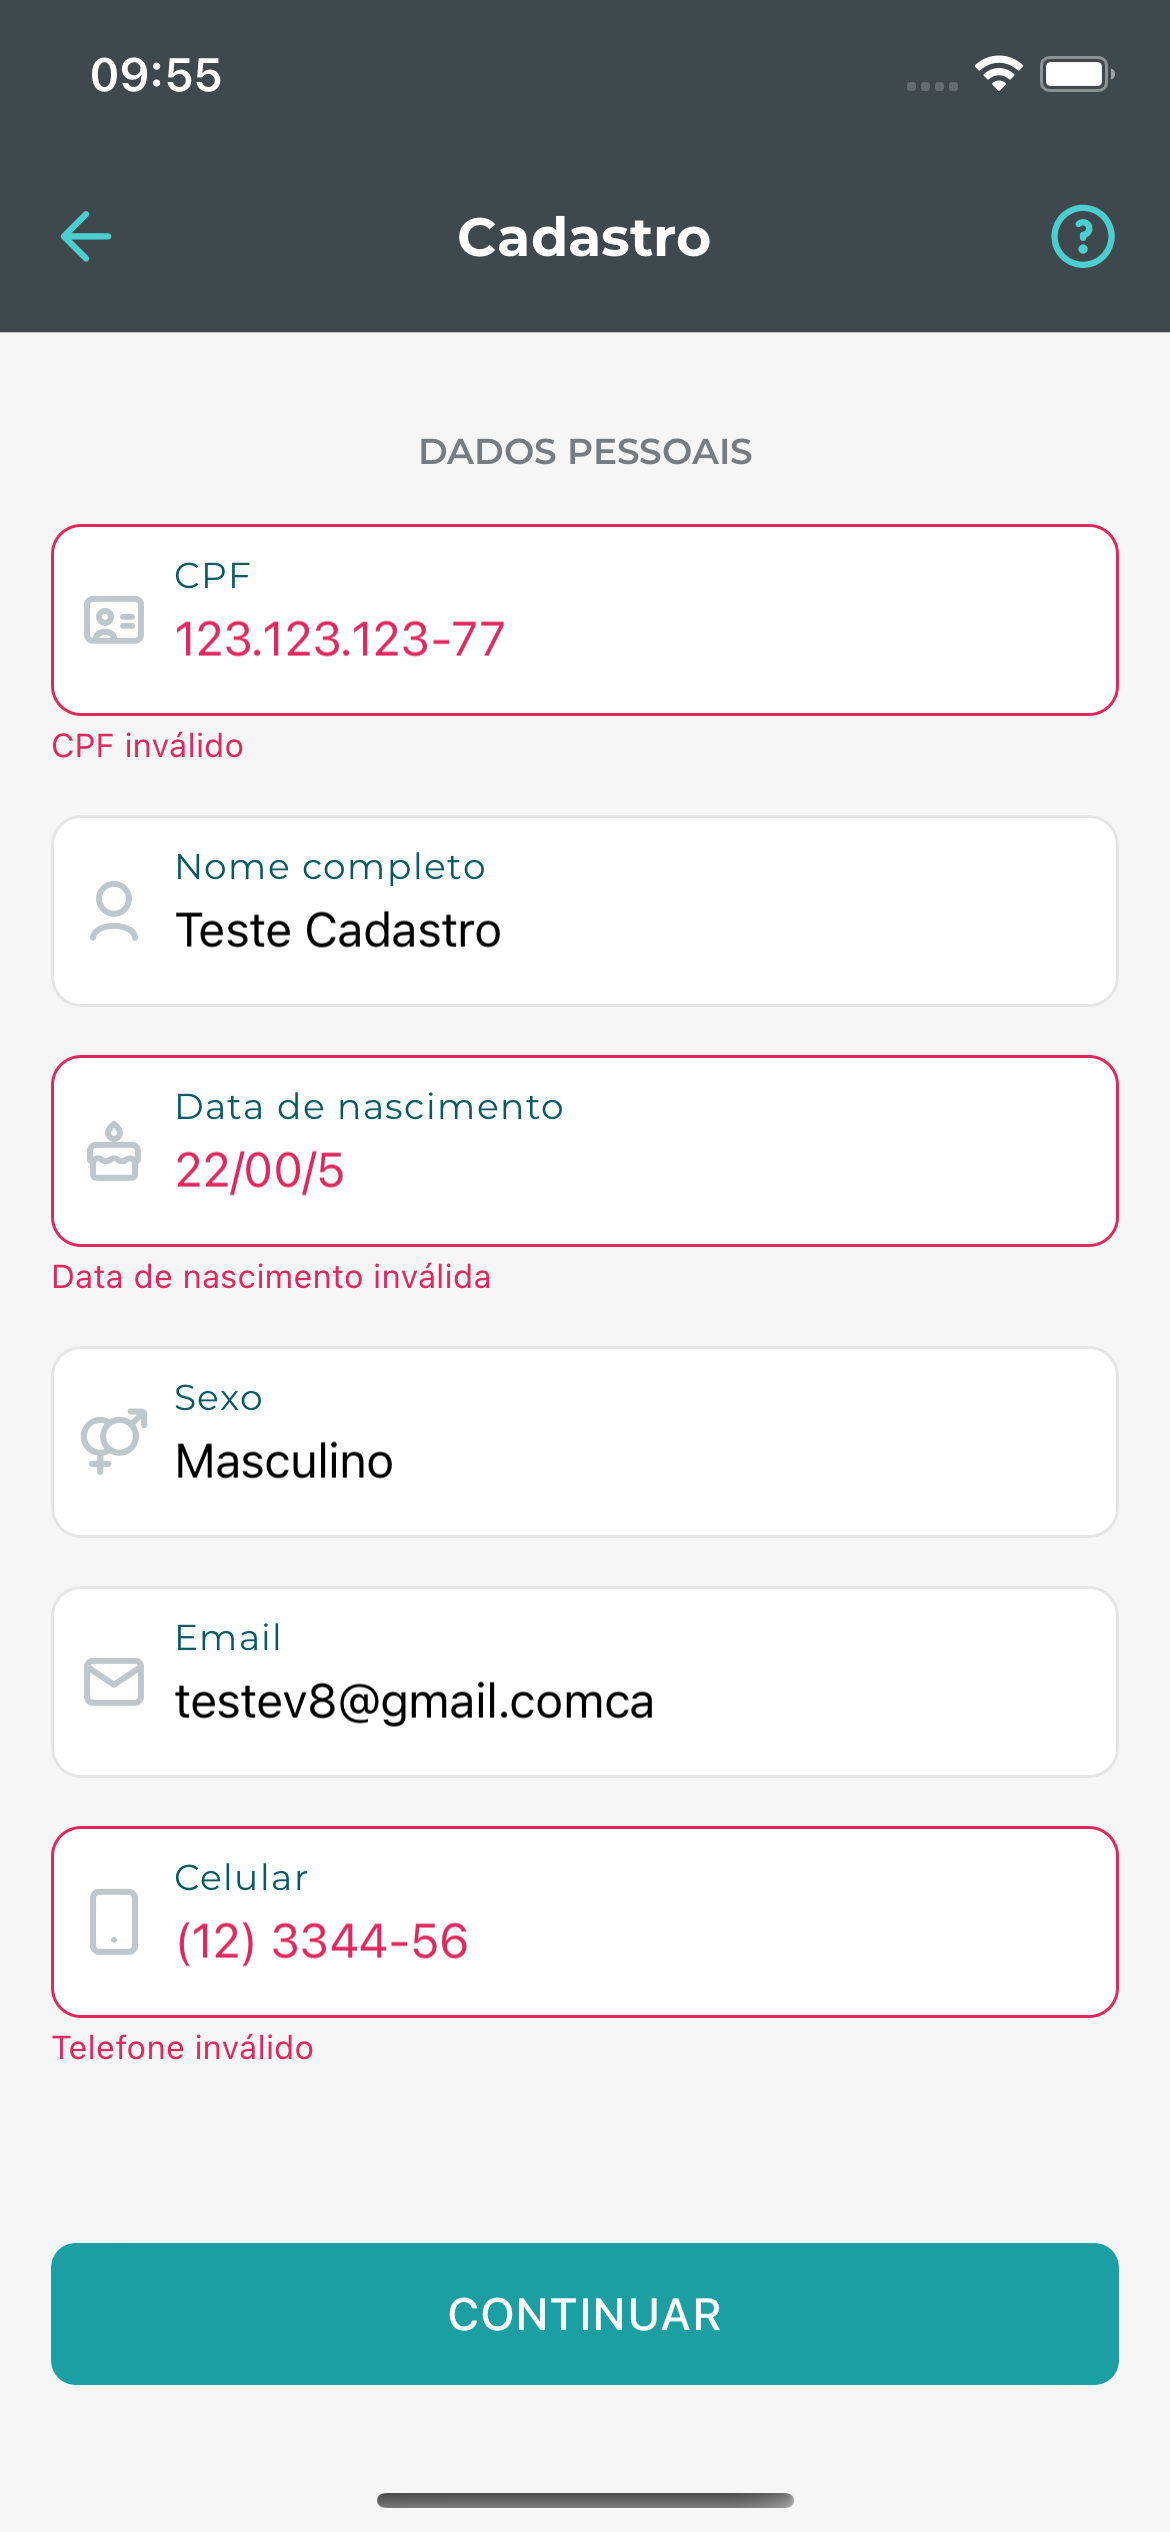 09:55
Cadastro
DADOS PESSOAIS
CPF
123.123.123-77
CPF inválido
Nome completo
Teste Cadastro
Data de nascimento
22/00/5
Data de nascimento inválida
Sexo
Masculino
Email
testev8@gmail.comca
Celular
(12) 3344-56
Telefone inválido
CONTINUAR